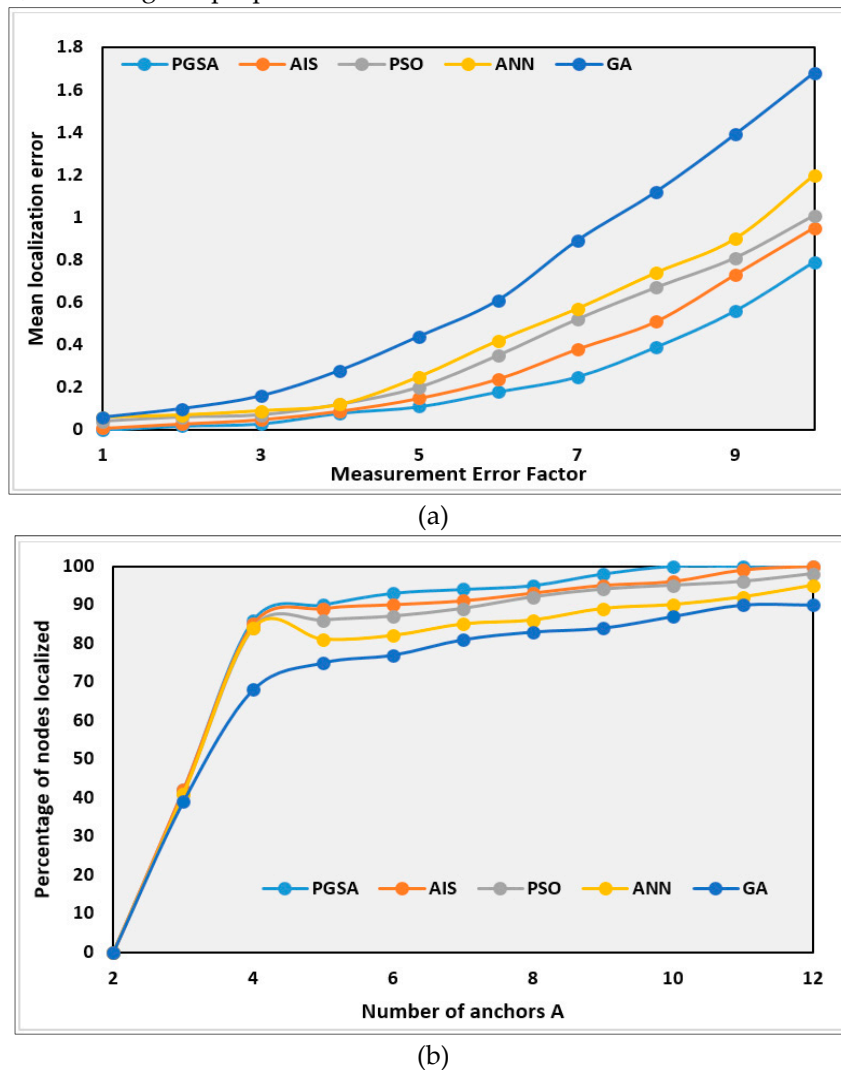 1.8
PGSA AIS PSO ANN GA
1.6
1.4
1.2
1
0.8
0.6
0.4
0.2
0
Mean localization error
1 3 5 7 9
Measurement Error Factor
(a)
100
90
80
70
60
50
40
30
20
10
0
Percentage of nodes localized
PGSA AIS PSO ANN GA
2 4 6 8 10 12
Number of anchors A
(b)